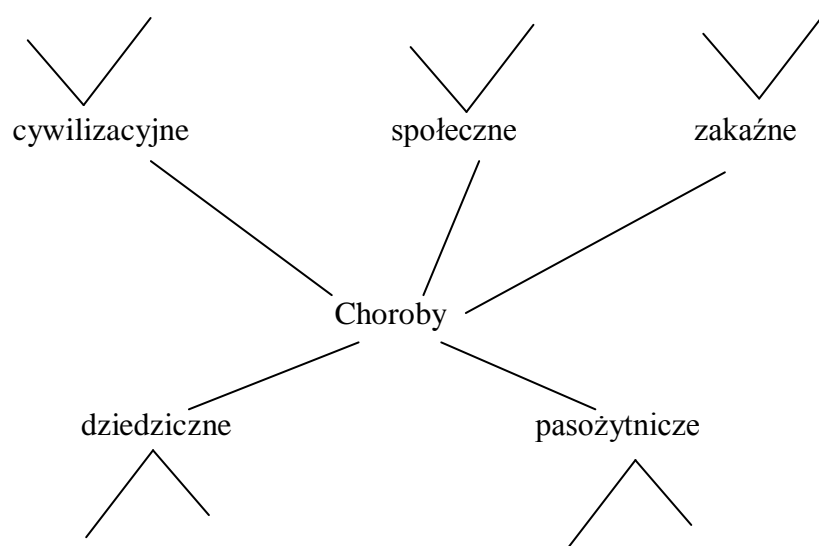 cywilizacyjne
społeczne
zakaźne
Choroby
dziedziczne
pasożytnicze